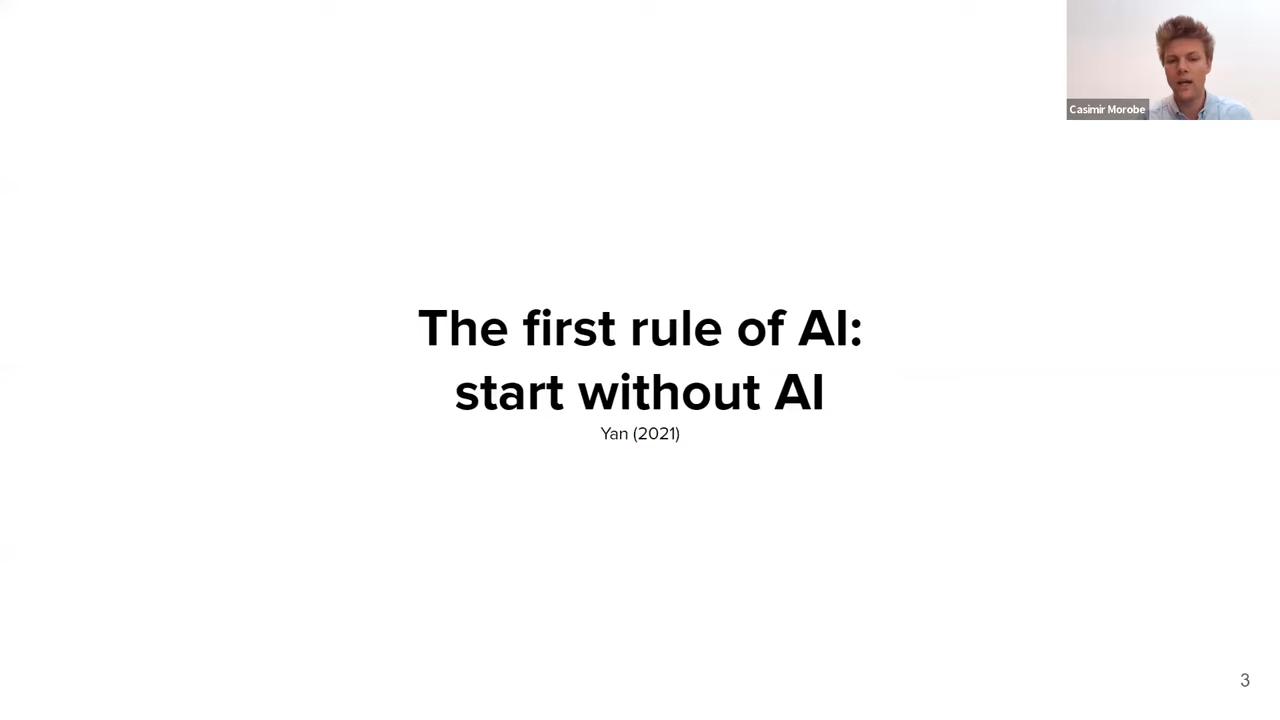 Casimir Morobe
The first rule of AI:
start without AI
Yan (2021)
3